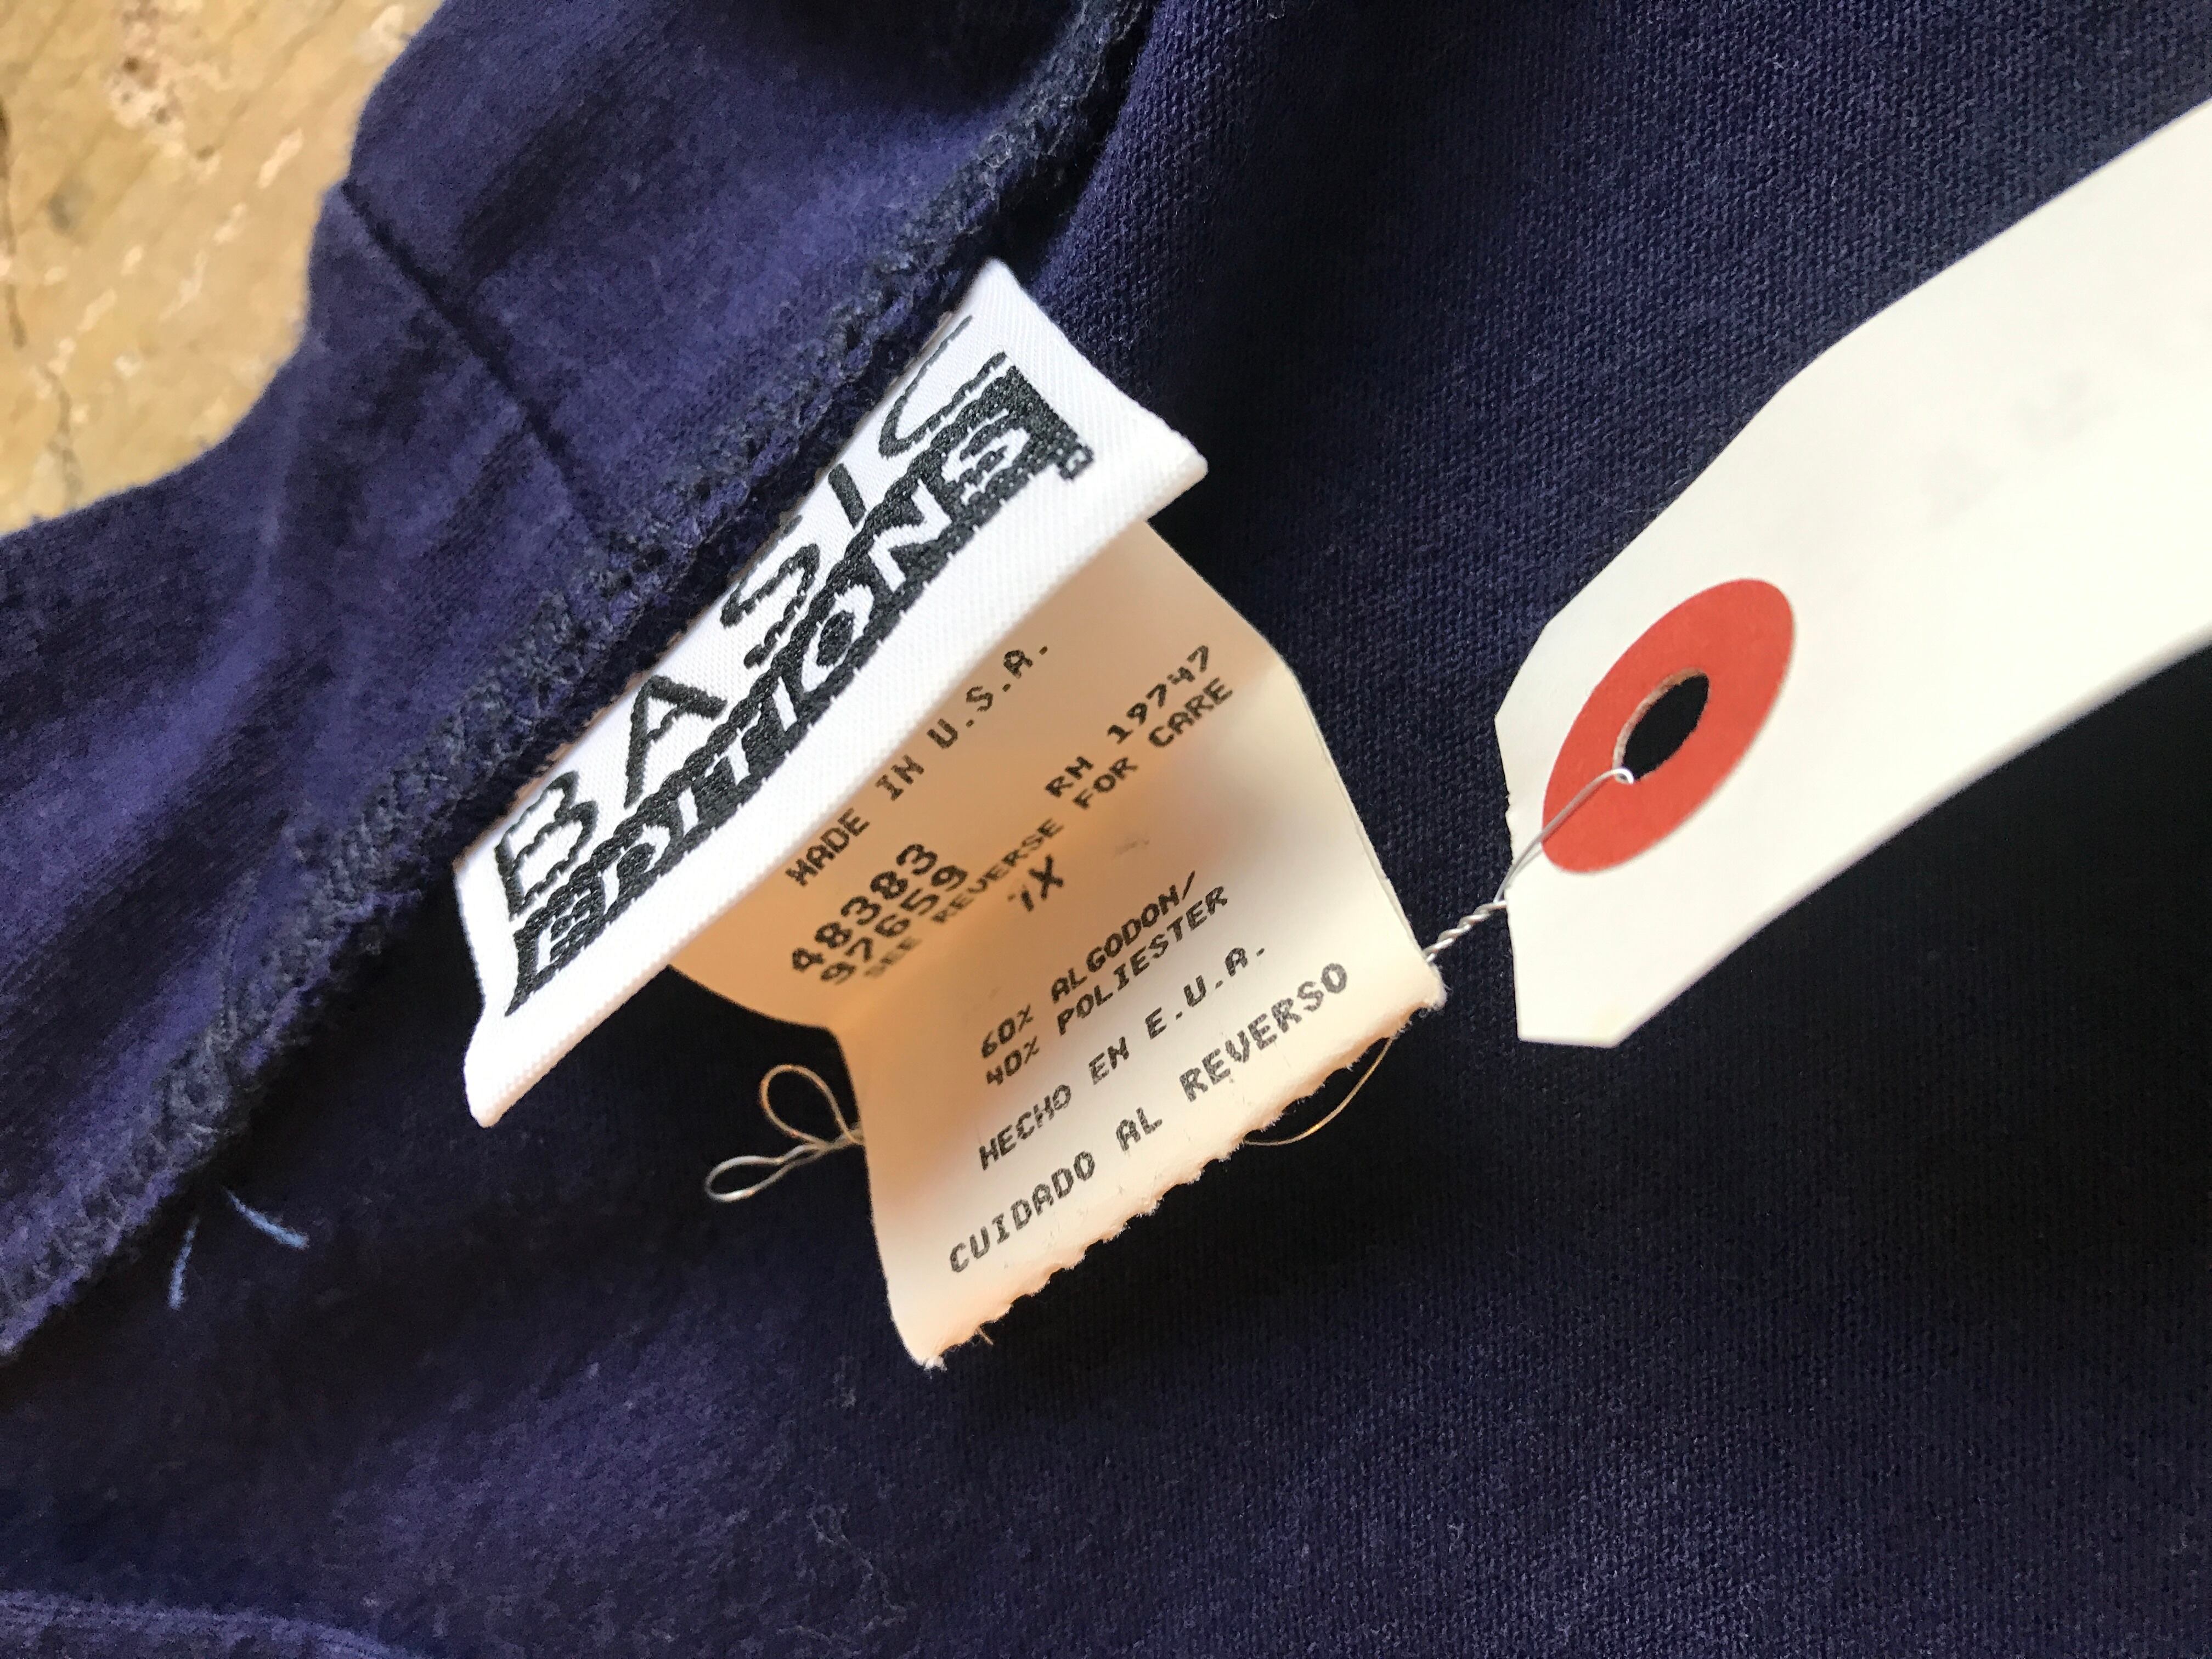 BASIC
EDITIONS®
MADE IN U.S.A.
RN 19747
48383
97659
SEE REVERSE FOR CARE
1X
60% ALGODON/
40% POLIESTER
HECHO EN E.U.A.
CUIDADO AL REVERSO